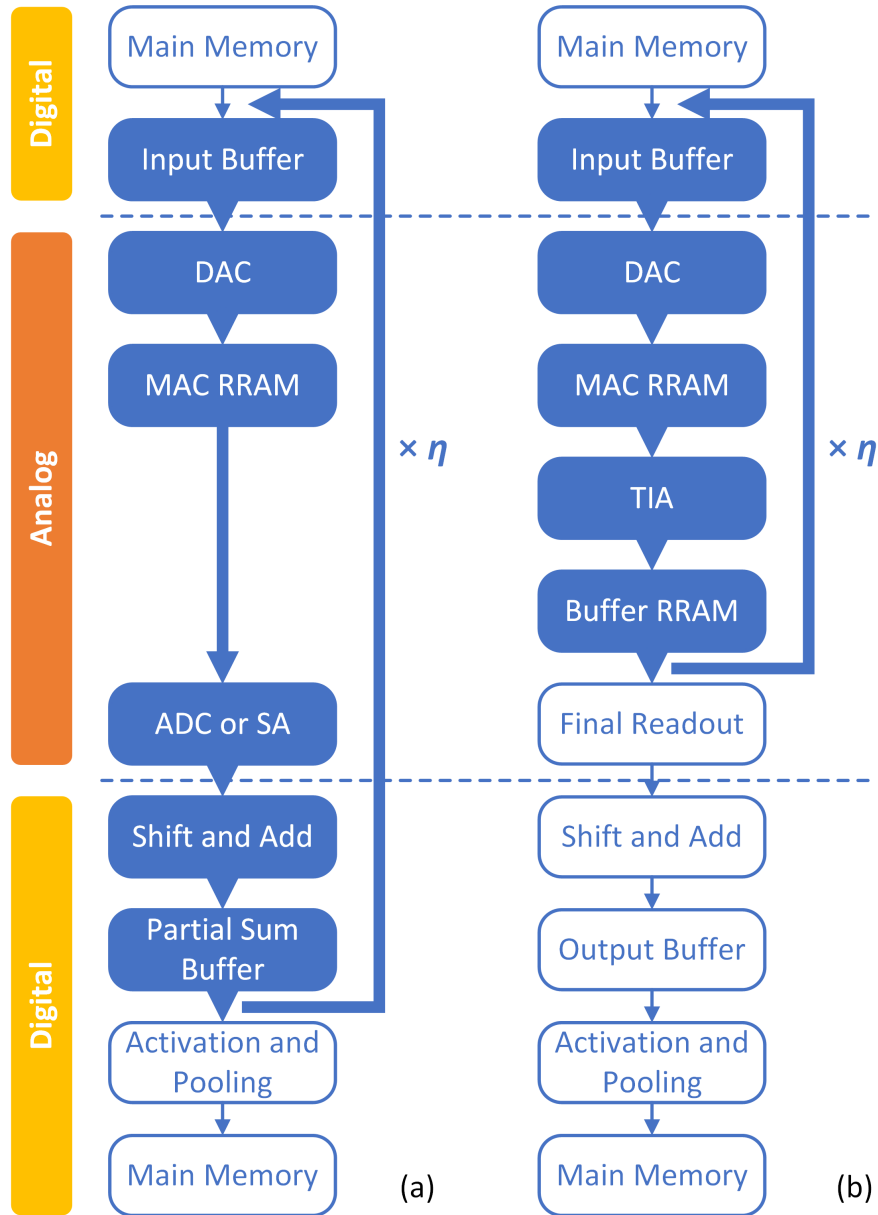 Digital
Analog
Digital
Main Memory
Input Buffer
DAC
MAC RRAM
ADC or SA
Shift and Add
Partial Sum
Buffer
Activation and
Pooling
Main Memory
× η
(a)
Main Memory
Input Buffer
DAC
MAC RRAM
TIA
Buffer RRAM
Final Readout
Shift and Add
Output Buffer
Activation and
Pooling
Main Memory
× η
(b)